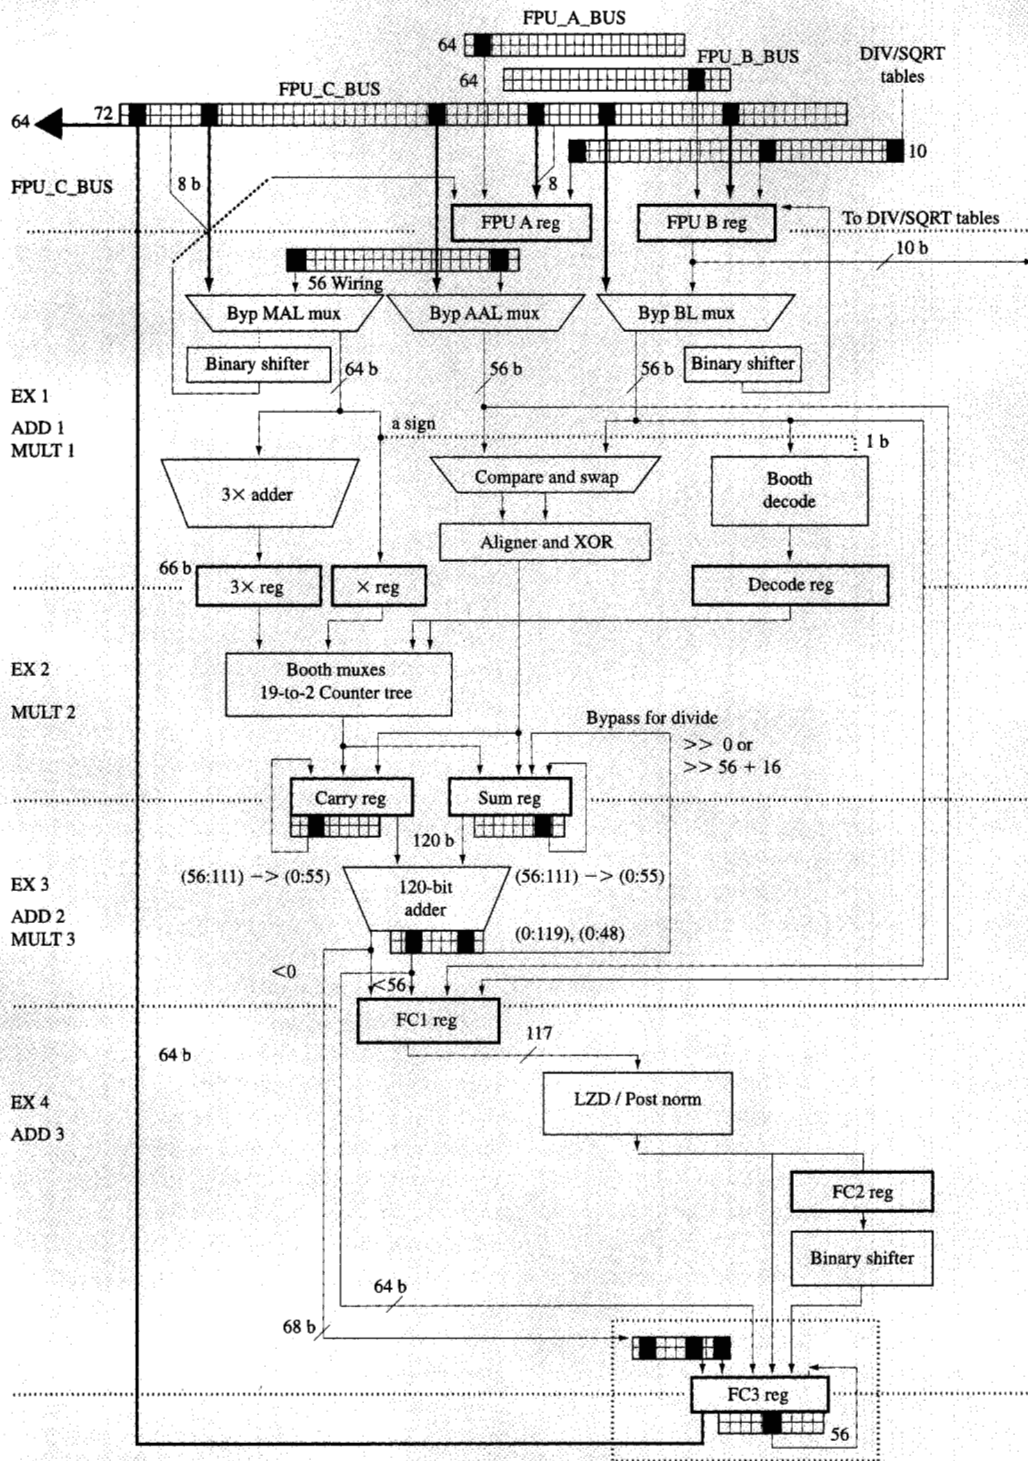 FPU_A_BUS
64
FPU_B_BUS
DIV/SQRT
tables
64
FPU_C_BUS
64
72
10
8 b
8
FPU_C_BUS
FPU A reg
FPU B reg
To DIV/SQRT tables
10 b
56 Wiring
Byp MAL mux
Byp AAL mux
Byp BL mux
Binary shifter
64 b
56 b
56 b
Binary shifter
EX 1
ADD 1
MULT 1
a sign
1 b
3× adder
Compare and swap
Booth
decode
Aligner and XOR
66 b
3× reg
× reg
Decode reg
EX 2
MULT 2
Booth muxes
19-to-2 Counter tree
Bypass for divide
>> 0 or
>> 56 + 16
Carry reg
Sum reg
120 b
(56:111) –> (0:55)
(56:111) –> (0:55)
EX 3
ADD 2
MULT 3
120-bit
adder
(0:119), (0:48)
<0
<56
FC1 reg
117
64 b
EX 4
ADD 3
LZD / Post norm
FC2 reg
Binary shifter
64 b
68 b
FC3 reg
56